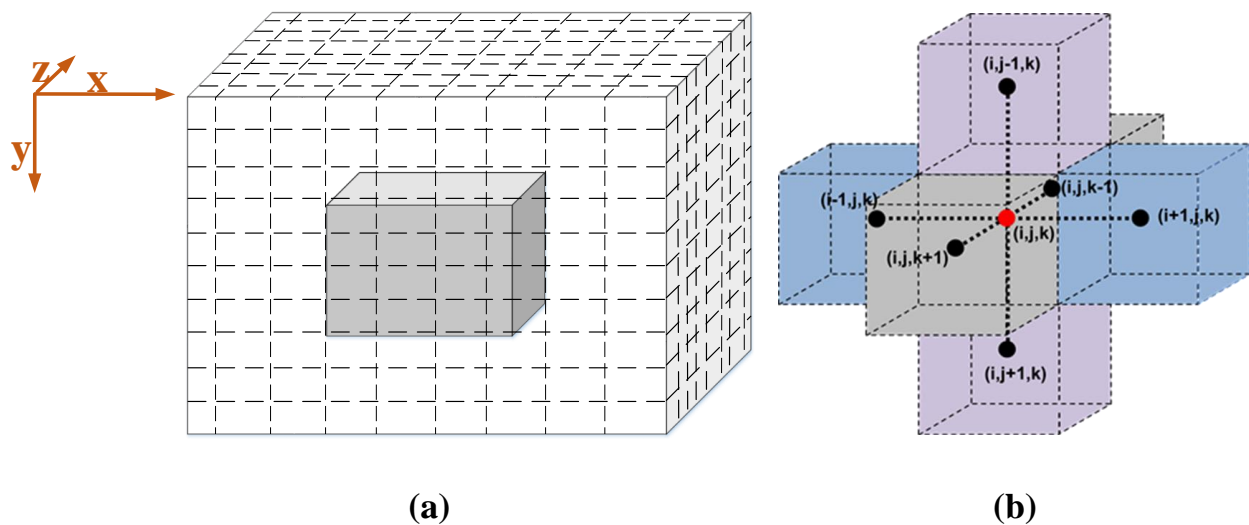 z
x
y
(i,j-1,k)
(i-1,j,k)
(i,j,k-1)
(i+1,j,k)
(i,j,k)
(i,j,k+1)
(i,j+1,k)
(a)
(b)